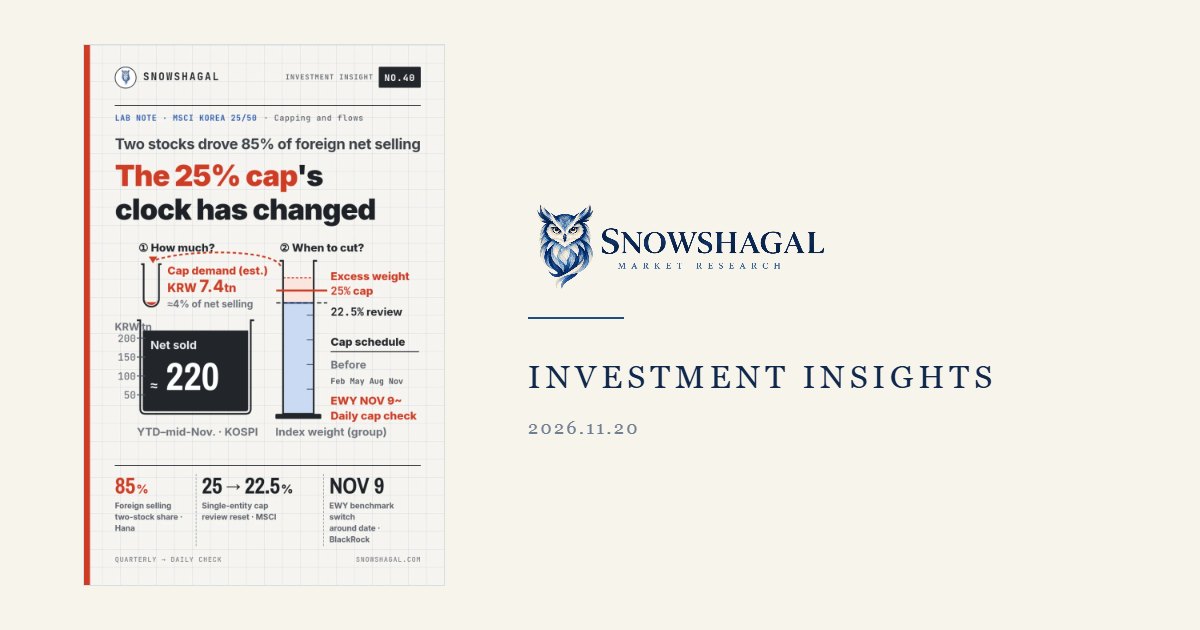 SNOWSHAGAL
INVESTMENT INSIGHT NO.40
LAB NOTE · MSCI KOREA 25/50 · Capping and flows
Two stocks drove 85% of foreign net selling
The 25% cap's
clock has changed
① How much?
② When to cut?
Cap demand (est.)
KRW 7.4tn
≈4% of net selling
KRW tn
200
150
100
50
Net sold
≈ 220
YTD–mid-Nov. · KOSPI
Excess weight
25% cap
22.5% review
Cap schedule
Before
Feb May Aug Nov
EWY NOV 9~
Daily cap check
Index weight (group)
85%
Foreign selling
two-stock share ·
Hana
25 → 22.5%
Single-entity cap
review reset · MSCI
NOV 9
EWY benchmark
switch
around date ·
BlackRock
QUARTERLY → DAILY CHECK
SNOWSHAGAL.COM
SNOWSHAGAL
MARKET RESEARCH
INVESTMENT INSIGHTS
2026.11.20